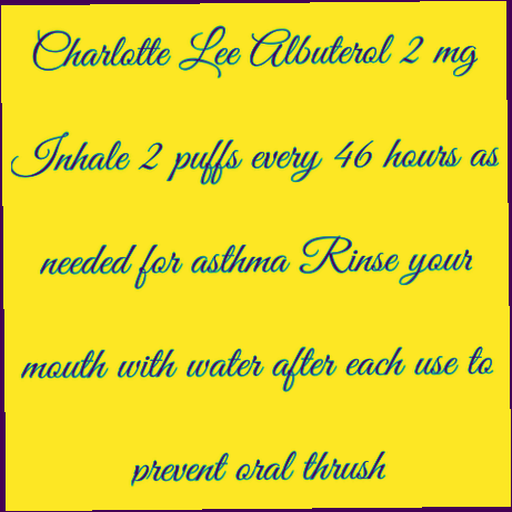 Charlotte Lee Albuterol 2 mg
Inhale 2 puffs every 46 hours as
needed for asthma Rinse your
mouth with water after each use to
prevent oral thrush